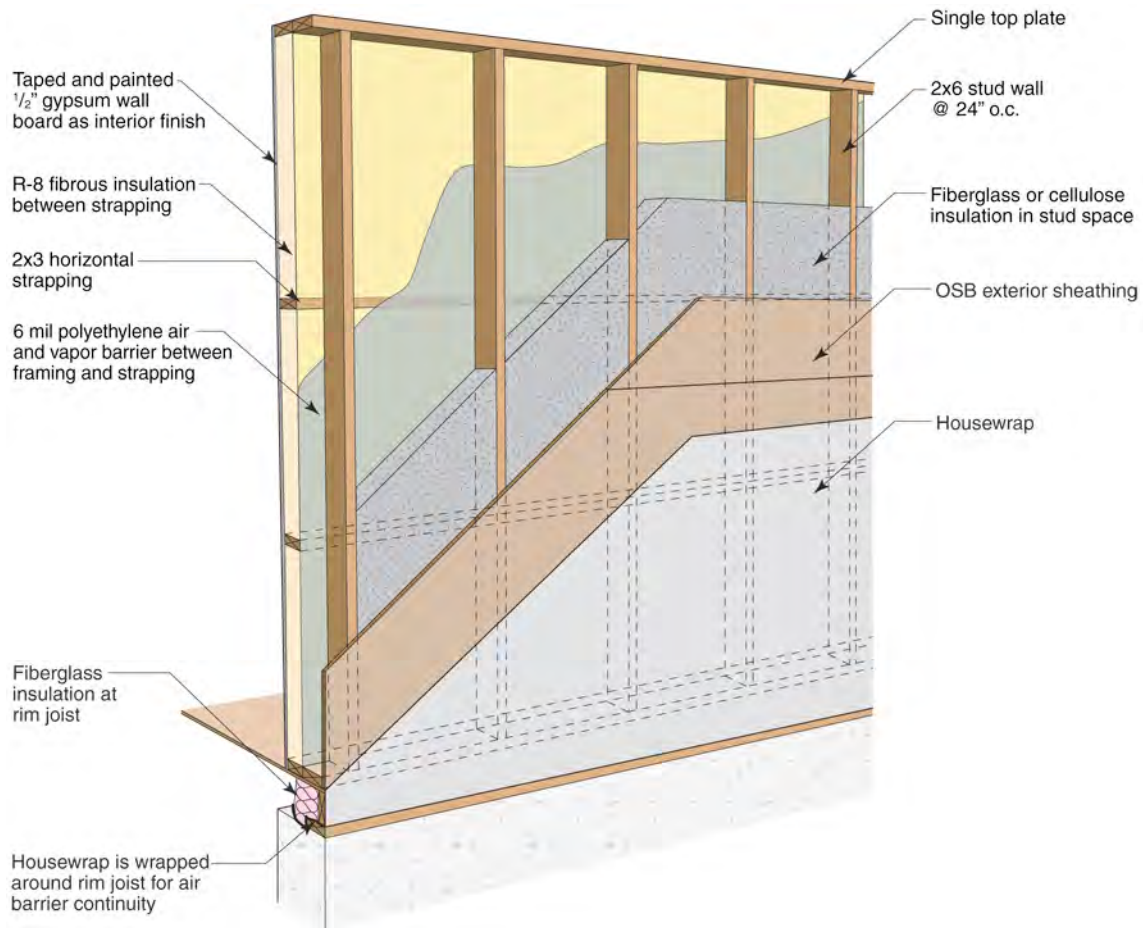 Single top plate
Taped and painted
1/2" gypsum wall
board as interior finish
2x6 stud wall
@ 24" o.c.
R-8 fibrous insulation
between strapping
Fiberglass or cellulose
insulation in stud space
2x3 horizontal
strapping
OSB exterior sheathing
6 mil polyethylene air
and vapor barrier between
framing and strapping
Housewrap
Fiberglass
insulation at
rim joist
Housewrap is wrapped
around rim joist for air
barrier continuity